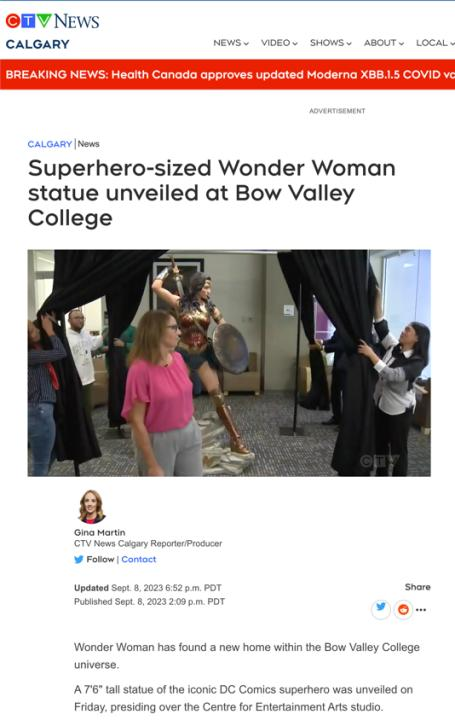 CTV NEWS
CALGARY
NEWS VIDEO SHOWS ABOUT LOCAL
BREAKING NEWS: Health Canada approves updated Moderna XBB.1.5 COVID va
ADVERTISEMENT
CALGARY | News
Superhero-sized Wonder Woman
statue unveiled at Bow Valley
College
CTV
Gina Martin
CTV News Calgary Reporter/Producer
Follow | Contact
Updated Sept. 8, 2023 6:52 p.m. PDT
Share
Published Sept. 8, 2023 2:09 p.m. PDT
Wonder Woman has found a new home within the Bow Valley College
universe.
A 7'6" tall statue of the iconic DC Comics superhero was unveiled on
Friday, presiding over the Centre for Entertainment Arts studio.